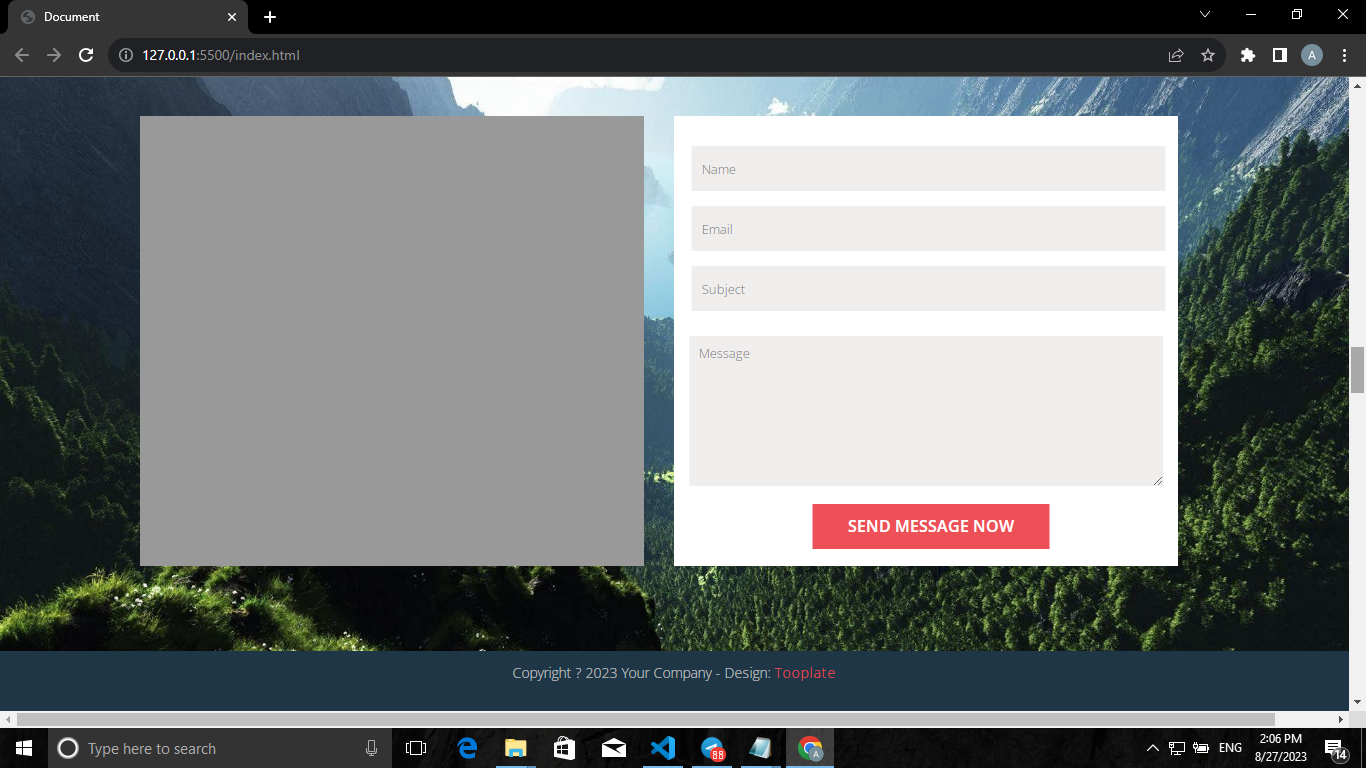 Document
127.0.0.1:5500/index.html
A
Name
Email
Subject
Message
SEND MESSAGE NOW
Copyright ? 2023 Your Company - Design: Tooplate
Type here to search
88
A
ENG
2:06 PM
8/27/2023
14